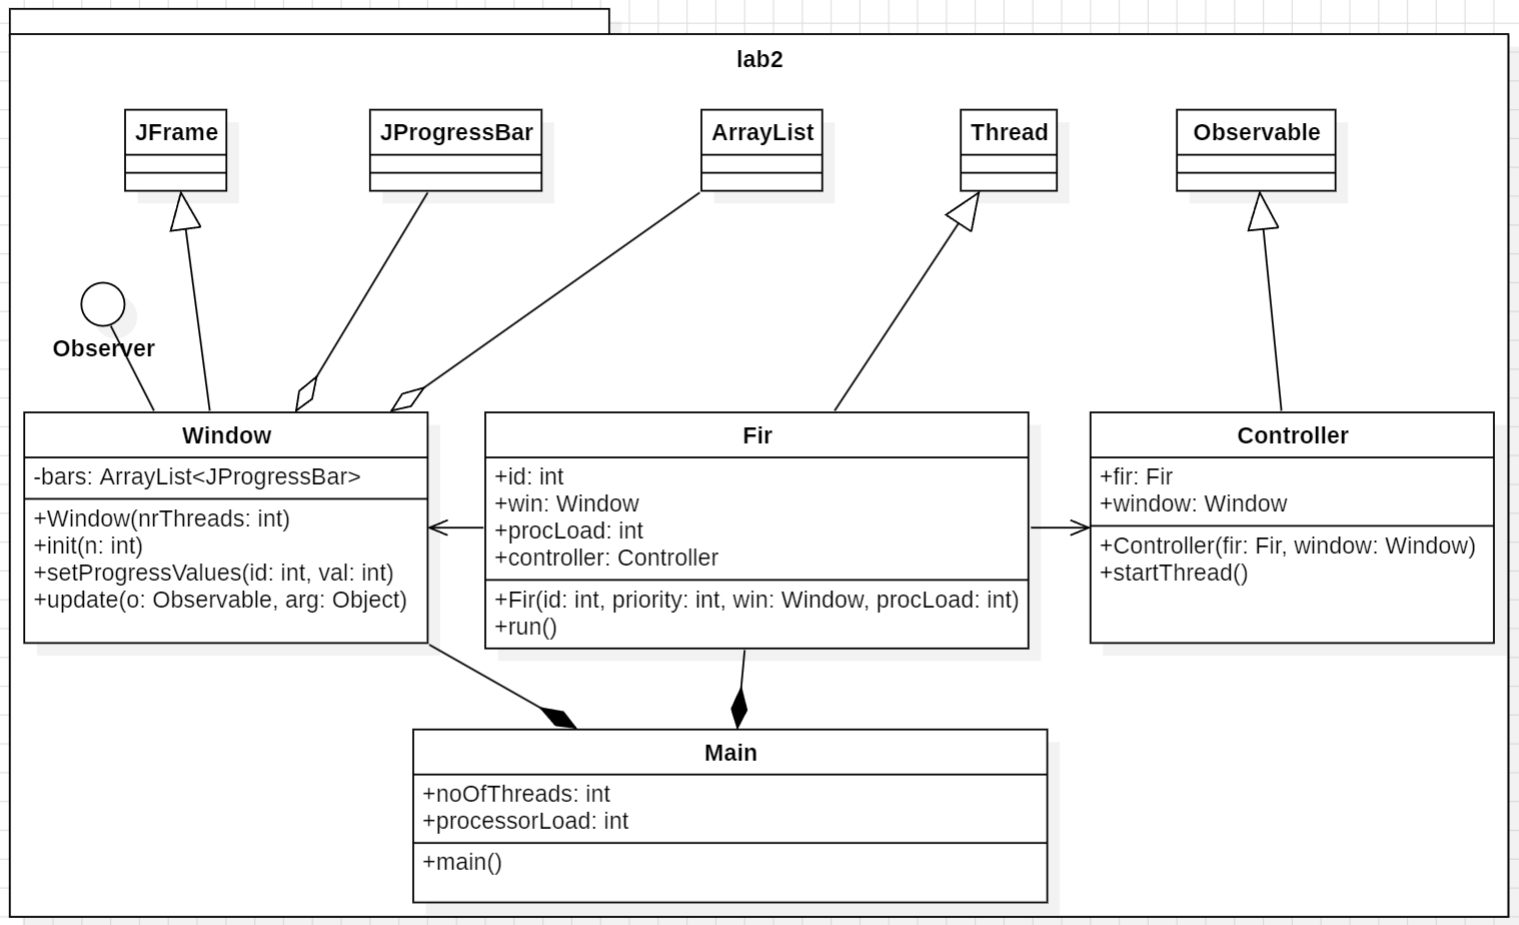 lab2
JFrame
JProgressBar
ArrayList
Thread
Observable
Observer
Window
-bars: ArrayList<JProgressBar>
+Window(nrThreads: int)
+init(n: int)
+setProgressValues(id: int, val: int)
+update(o: Observable, arg: Object)
Fir
+id: int
+win: Window
+procLoad: int
+controller: Controller
+Fir(id: int, priority: int, win: Window, procLoad: int)
+run()
Controller
+fir: Fir
+window: Window
+Controller(fir: Fir, window: Window)
+startThread()
Main
+noOfThreads: int
+processorLoad: int
+main()